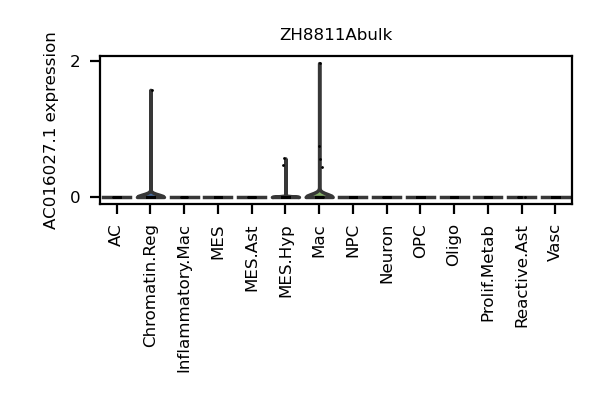 ZH8811Abulk
AC016027.1 expression
2
0
AC
Chromatin.Reg
Inflammatory.Mac
MES
MES.Ast
MES.Hyp
Mac
NPC
Neuron
OPC
Oligo
Prolif.Metab
Reactive.Ast
Vasc